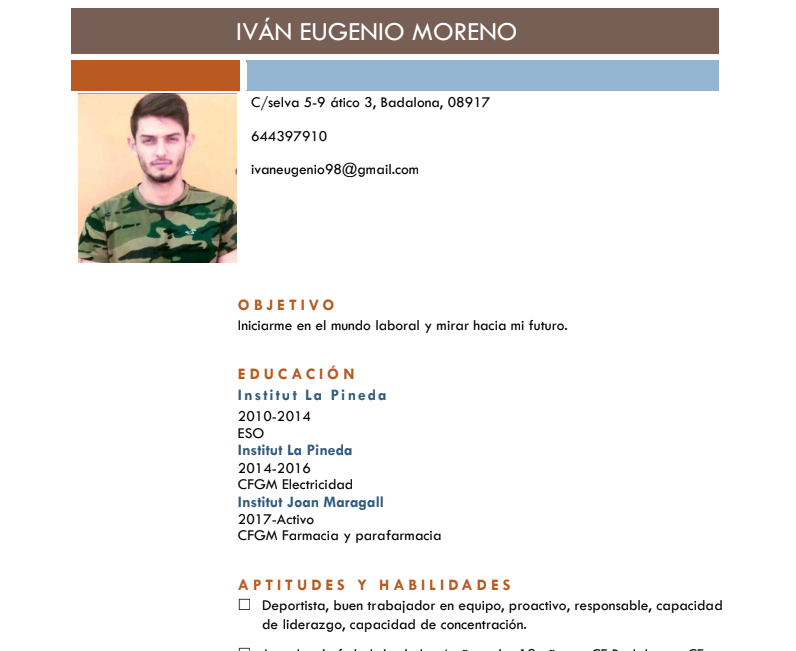 IVÁN EUGENIO MORENO
C/selva 5-9 ático 3, Badalona, 08917
644397910
ivaneugenio98@gmail.com
OBJETIVO
Iniciarme en el mundo laboral y mirar hacia mi futuro.
EDUCACIÓN
Institut La Pineda
2010-2014
ESO
Institut La Pineda
2014-2016
CFGM Electricidad
Institut Joan Maragall
2017-Activo
CFGM Farmacia y parafarmacia
APTITUDES Y HABILIDADES
☐ Deportista, buen trabajador en equipo, proactivo, responsable, capacidad
de liderazgo, capacidad de concentración.